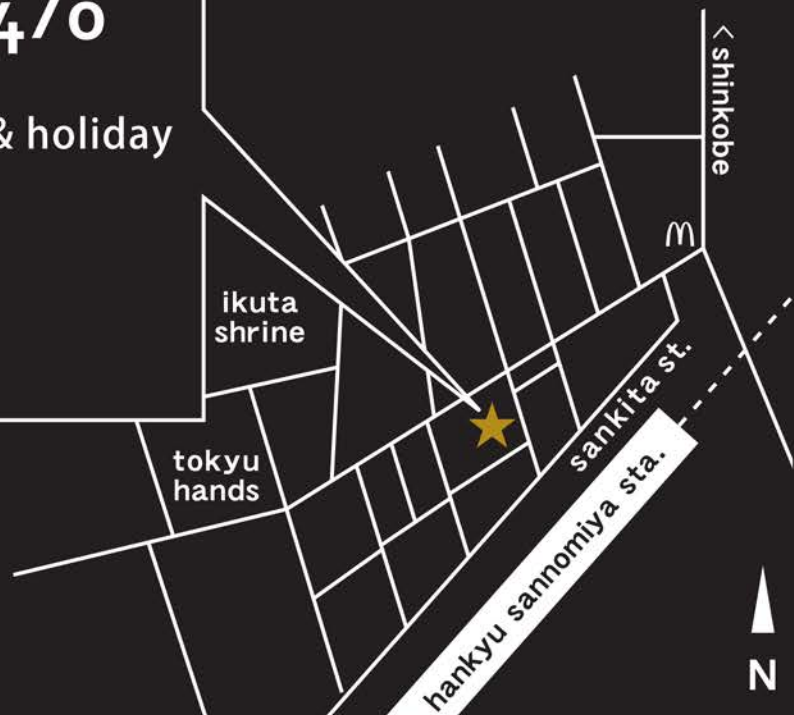 & holiday
< shinkobe
ikuta
shrine
tokyu
hands
sankita st.
hankyu sannomiya sta.
N